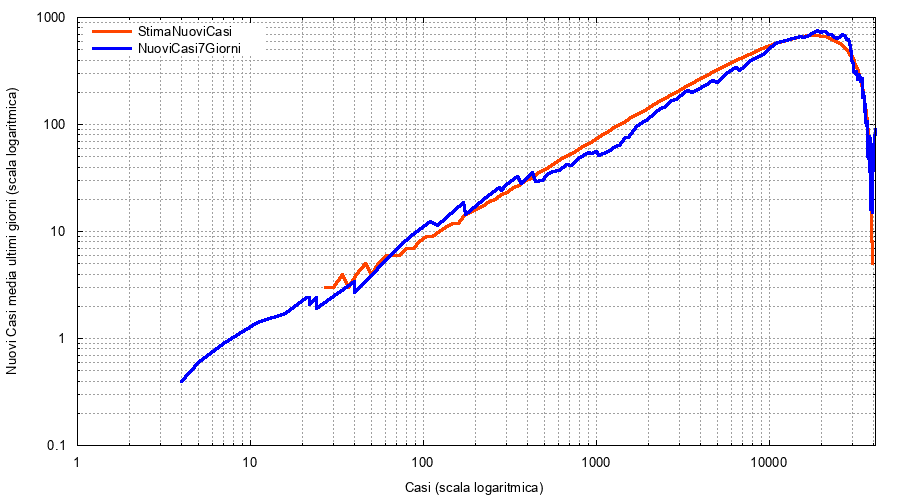 1000
StimaNuoviCasi
NuoviCasi7Giorni
100
10
1
0.1
Nuovi Casi media ultimi giorni (scala logaritmica)
1 10 100 1000 10000
Casi (scala logaritmica)